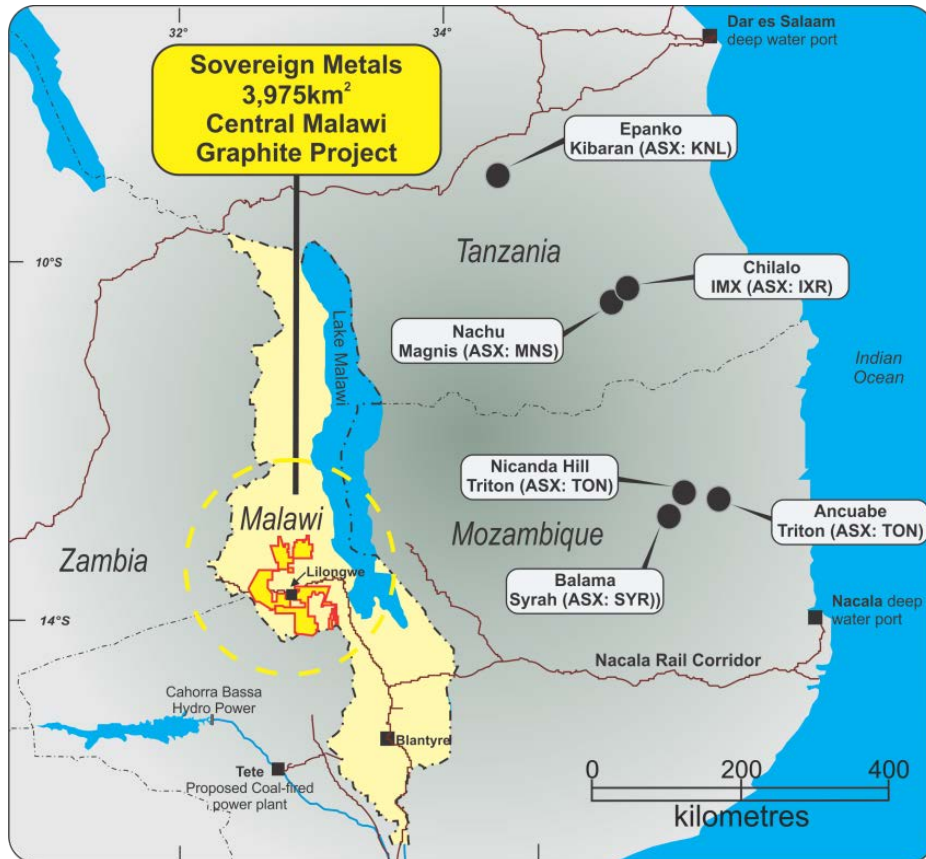 32°
34°
Dar es Salaam
deep water port
Sovereign Metals
3,975km²
Central Malawi
Graphite Project
Epanko
Kibaran (ASX: KNL)
10°S
Tanzania
Chilalo
IMX (ASX: IXR)
Nachu
Magnis (ASX: MNS)
Lake Malawi
Indian
Ocean
Nicanda Hill
Triton (ASX: TON)
Ancuabe
Triton (ASX: TON)
Malawi
Mozambique
Zambia
Lilongwe
Balama
Syrah (ASX: SYR))
14°S
Nacala deep
water port
Nacala Rail Corridor
Cahorra Bassa
Hydro Power
Blantyre
Tete
Proposed Coal-fired
power plant
0 200 400
kilometres
32°
34°